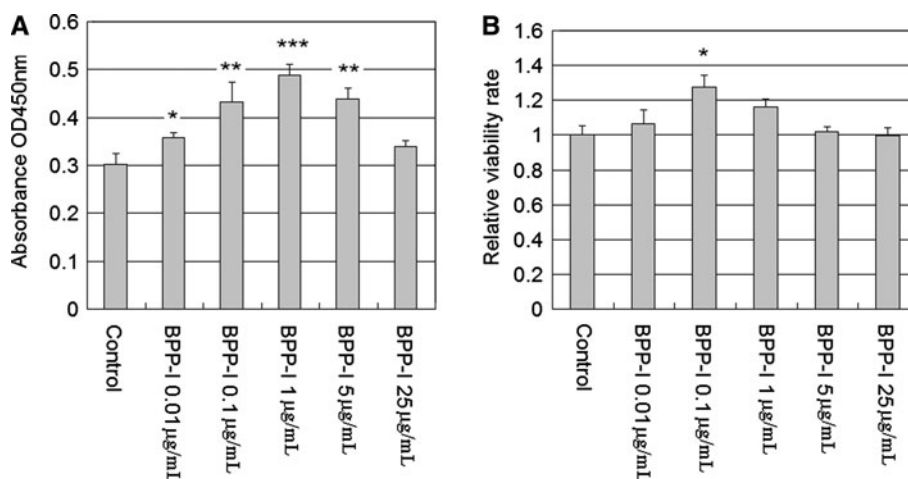 A
Absorbance OD450nm
0.6
0.5
0.4
0.3
0.2
0.1
0
*
**
***
**
Control
BPP-I 0.01μg/mL
BPP-I 0.1μg/mL
BPP-I 1μg/mL
BPP-I 5μg/mL
BPP-I 25μg/mL
B
Relative viability rate
1.6
1.4
1.2
1
0.8
0.6
0.4
0.2
0
*
Control
BPP-I 0.01μg/mL
BPP-I 0.1μg/mL
BPP-I 1μg/mL
BPP-I 5μg/mL
BPP-I 25μg/mL